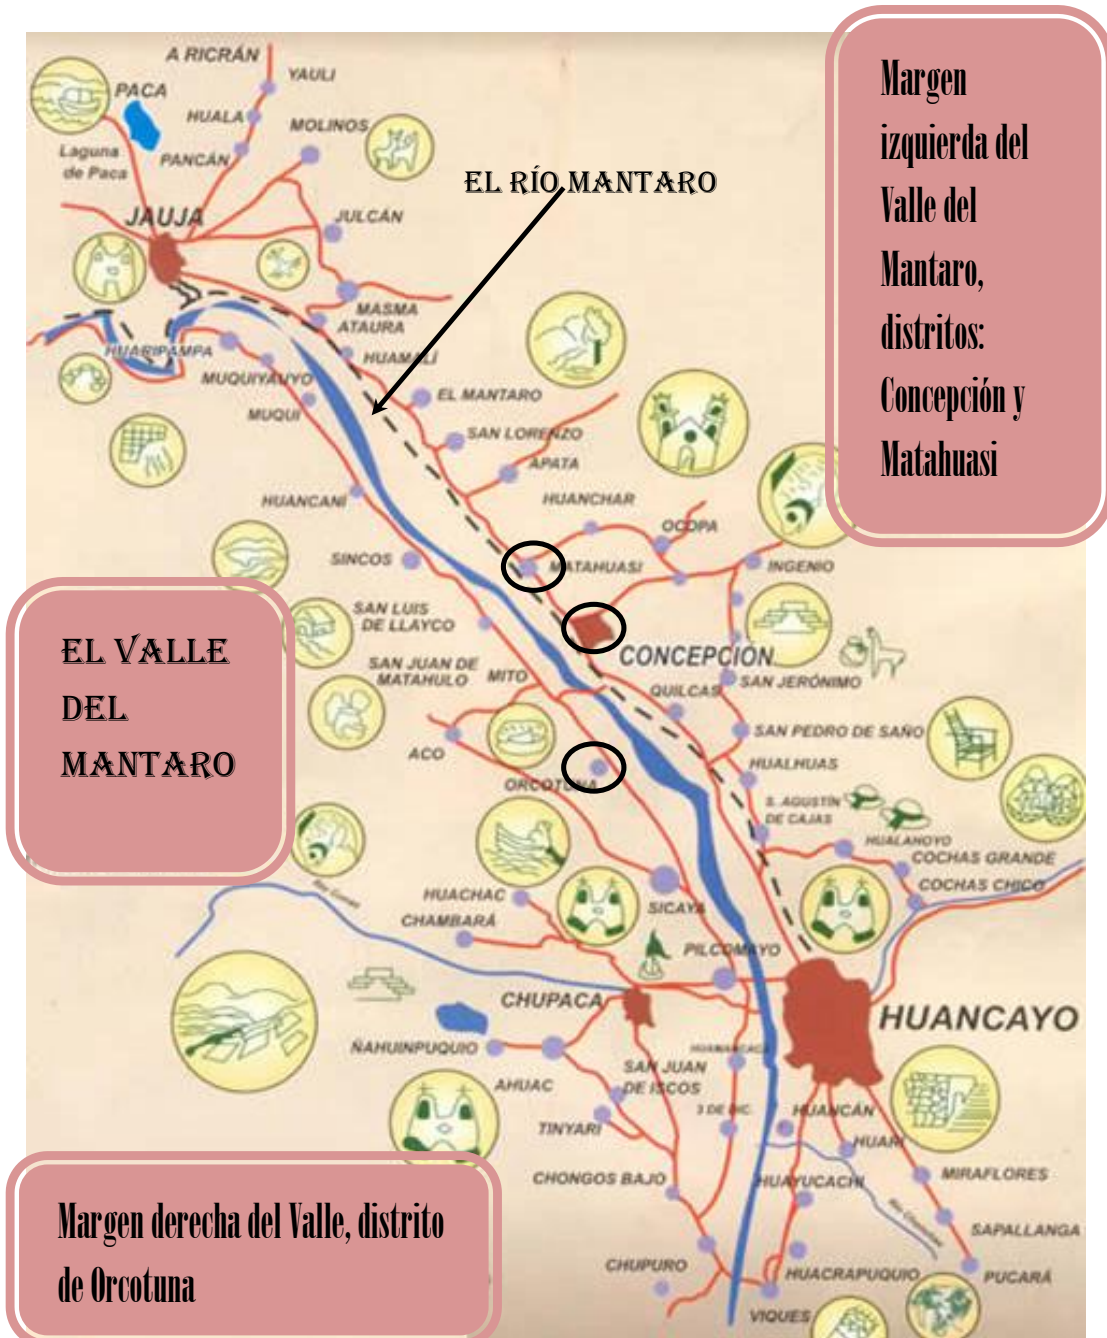 A RICRÁN
YAULI
PACA
HUALA
MOLINOS
Laguna
de Paca
PANCÁN
EL RÍO MANTARO
JAUJA
JULCÁN
MASMA
ATAURA
HUARIPAMPA
HUAMALÍ
MUQUIYAUYO
EL MANTARO
MUQUI
SAN LORENZO
APATA
HUANCANI
HUANCHAR
OCOPA
SINCOS
MATAHUASI
INGENIO
SAN LUIS
DE LLAYCO
CONCEPCIÓN
SAN JUAN DE
MATAHULO
MITO
QUILCAS
SAN JERÓNIMO
ACO
SAN PEDRO DE SAÑO
ORCOTUNA
HUALHUAS
S. AGUSTÍN
DE CAJAS
HUALAHOYO
COCHAS GRANDE
COCHAS CHICO
HUACHAC
SICAYA
CHAMBARÁ
PILCOMAYO
CHUPACA
HUANCAYO
ÑAHUINPUQUIO
HUAMANCACA
SAN JUAN
DE ISCOS
AHUAC
3 DE DIC.
HUANCÁN
TINYARI
HUARI
CHONGOS BAJO
HUAYUCACHI
MIRAFLORES
SAPALLANGA
CHUPURO
HUACRAPUQUIO
PUCARÁ
VIQUES
Margen
izquierda del
Valle del
Mantaro,
distritos:
Concepción y
Matahuasi
EL VALLE
DEL
MANTARO
Margen derecha del Valle, distrito
de Orcotuna